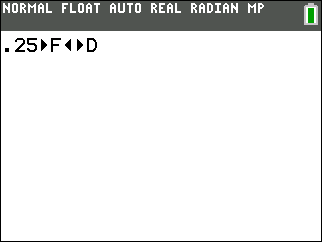 NORMAL FLOAT AUTO REAL RADIAN MP
.25▶F◀▶D